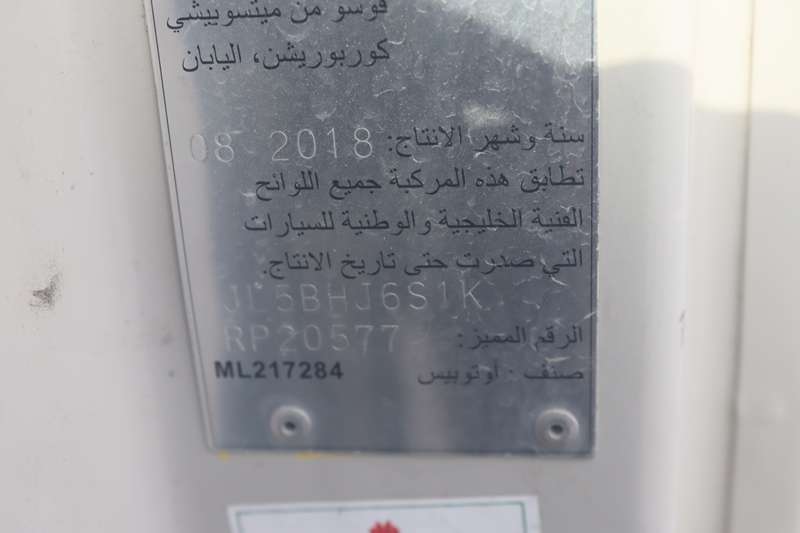 فوسو من ميتسوبيشي
كوربوريشن، اليابان
سنة وشهر الانتاج: 08 2018
تطابق هذه المركبة جميع اللوائح
الفنية الخليجية والوطنية للسيارات
التي صدرت حتى تاريخ الانتاج.
JL5BHJ6S1K
الرقم المميز: RP20577
صنف : اوتوبيس ML217284